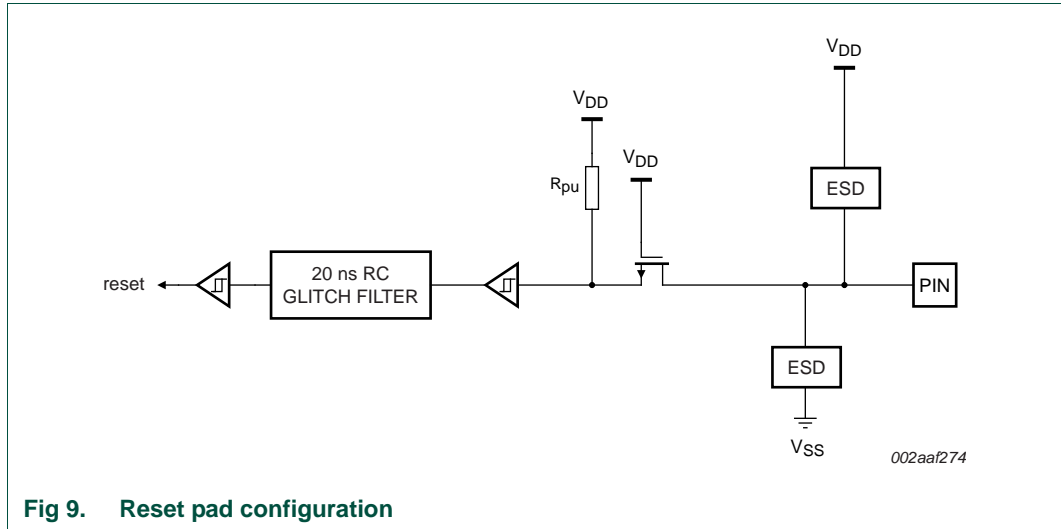 VDD
VDD
VDD
Rpu
ESD
reset
20 ns RC
GLITCH FILTER
PIN
ESD
VSS
002aaf274
Fig 9. Reset pad configuration